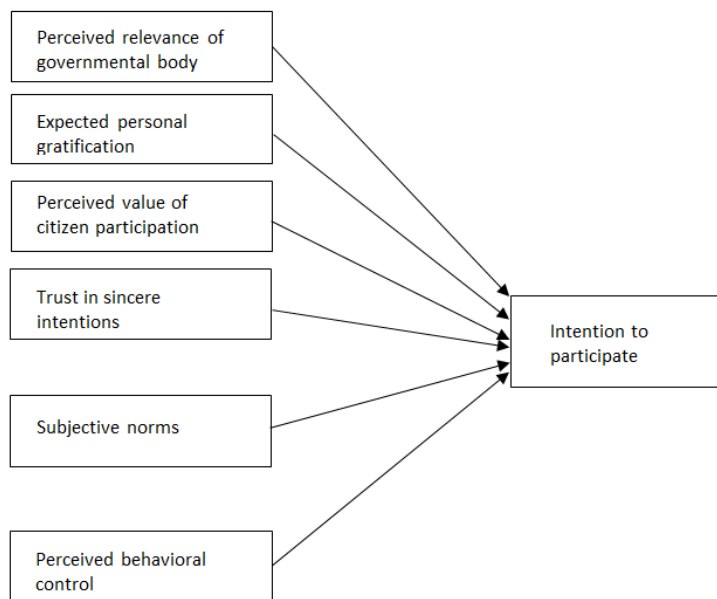 Perceived relevance of
governmental body
Expected personal
gratification
Perceived value of
citizen participation
Trust in sincere
intentions
Intention to
participate
Subjective norms
Perceived behavioral
control